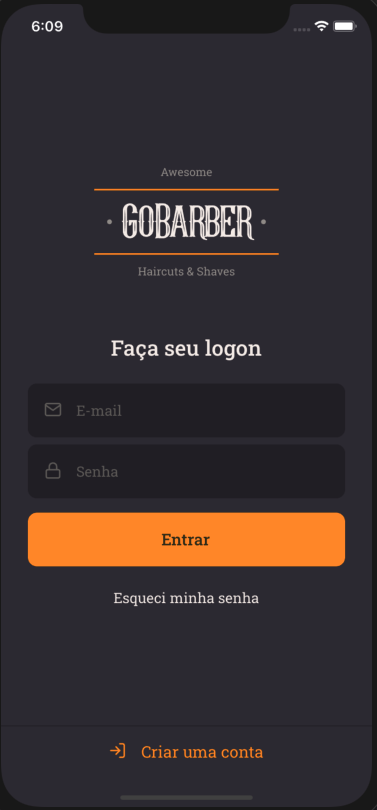 6:09
Awesome
GOBARBER
Haircuts & Shaves
Faça seu logon
E-mail
Senha
Entrar
Esqueci minha senha
Criar uma conta